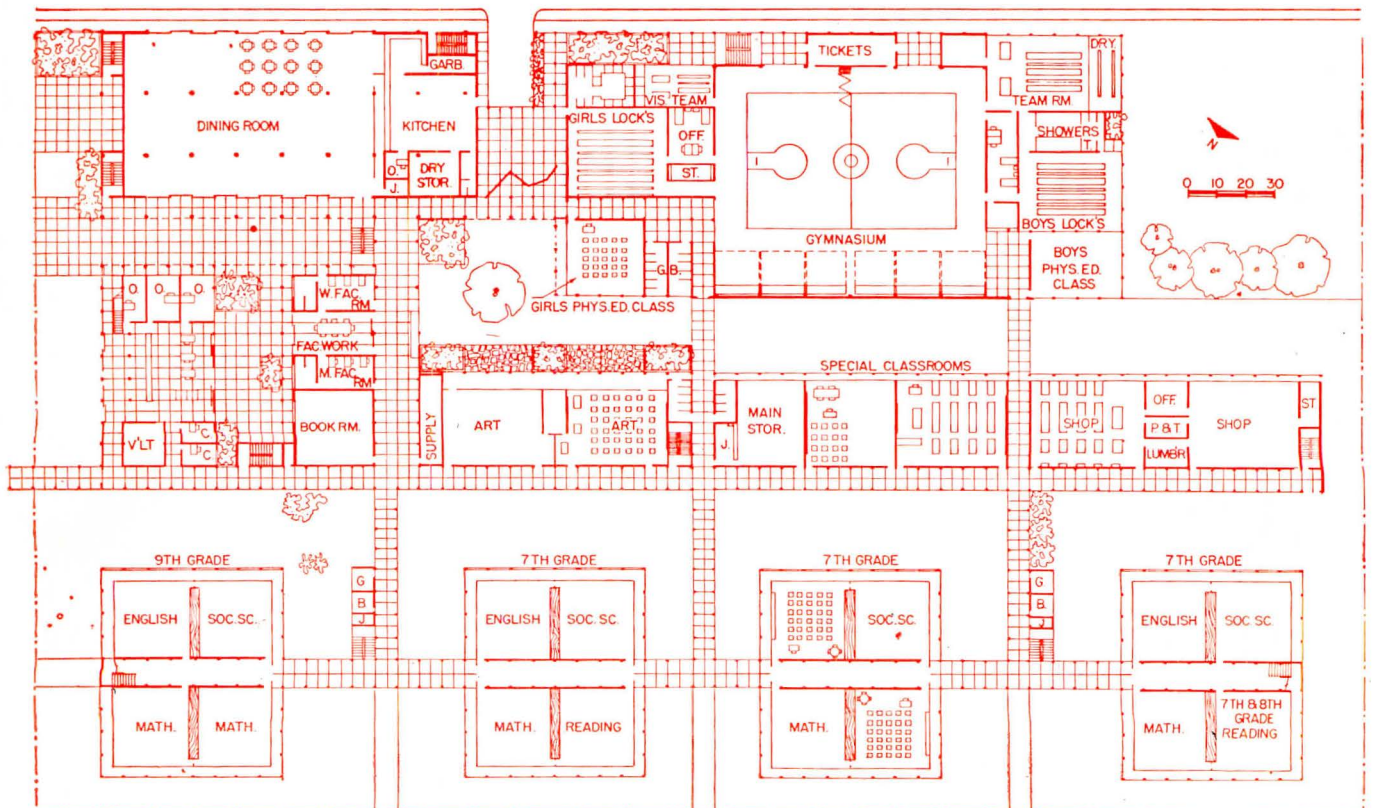 TICKETS
GARB.
DRY.
VIS TEAM
TEAM RM.
DINING ROOM
KITCHEN
GIRLS LOCK'S
OFF.
SHOWERS
T.
N
O.
J.
DRY
STOR.
ST.
0 10 20 30
BOYS LOCK'S
GYMNASIUM
G.B.
BOYS
PHYS. ED.
CLASS
O
O
O
W. FAC.
RM.
GIRLS PHYS. ED. CLASS
FAC. WORK
M. FAC.
RM
SPECIAL CLASSROOMS
V'LT
C.
C
BOOK RM.
SUPPLY
ART
ART
MAIN
STOR.
J.
SHOP
OFF.
P & T.
LUMB'R
SHOP
ST
9TH GRADE
7TH GRADE
7TH GRADE
7TH GRADE
G
B.
J
G
B.
J
ENGLISH
SOC. SC.
ENGLISH
SOC. SC.
SOC. SC.
ENGLISH
SOC. SC.
MATH.
MATH.
MATH.
READING
MATH.
MATH.
7TH & 8TH
GRADE
READING